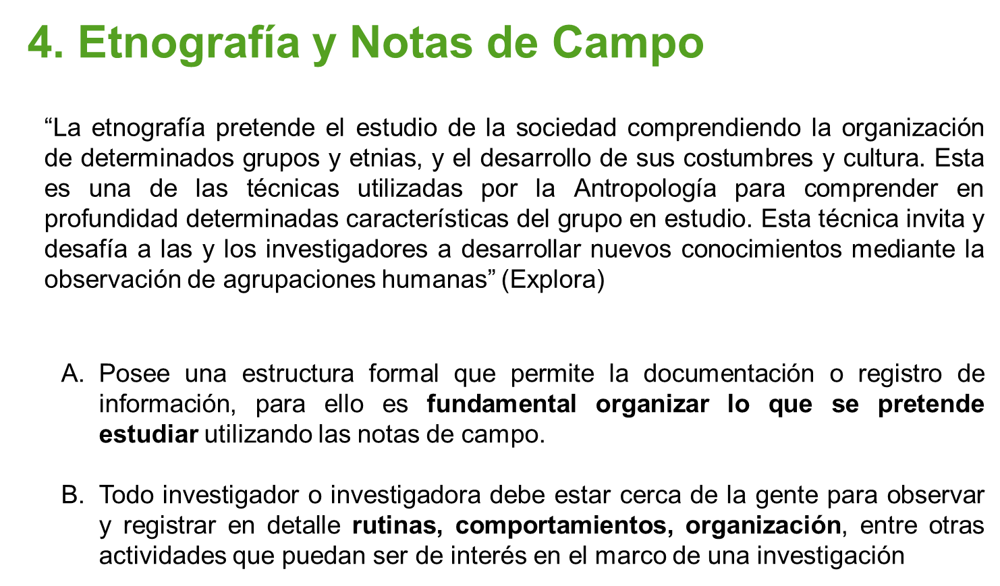 4. Etnografía y Notas de Campo
“La etnografía pretende el estudio de la sociedad comprendiendo la organización
de determinados grupos y etnias, y el desarrollo de sus costumbres y cultura. Esta
es una de las técnicas utilizadas por la Antropología para comprender en
profundidad determinadas características del grupo en estudio. Esta técnica invita y
desafía a las y los investigadores a desarrollar nuevos conocimientos mediante la
observación de agrupaciones humanas” (Explora)
A. Posee una estructura formal que permite la documentación o registro de
información, para ello es fundamental organizar lo que se pretende
estudiar utilizando las notas de campo.
B. Todo investigador o investigadora debe estar cerca de la gente para observar
y registrar en detalle rutinas, comportamientos, organización, entre otras
actividades que puedan ser de interés en el marco de una investigación